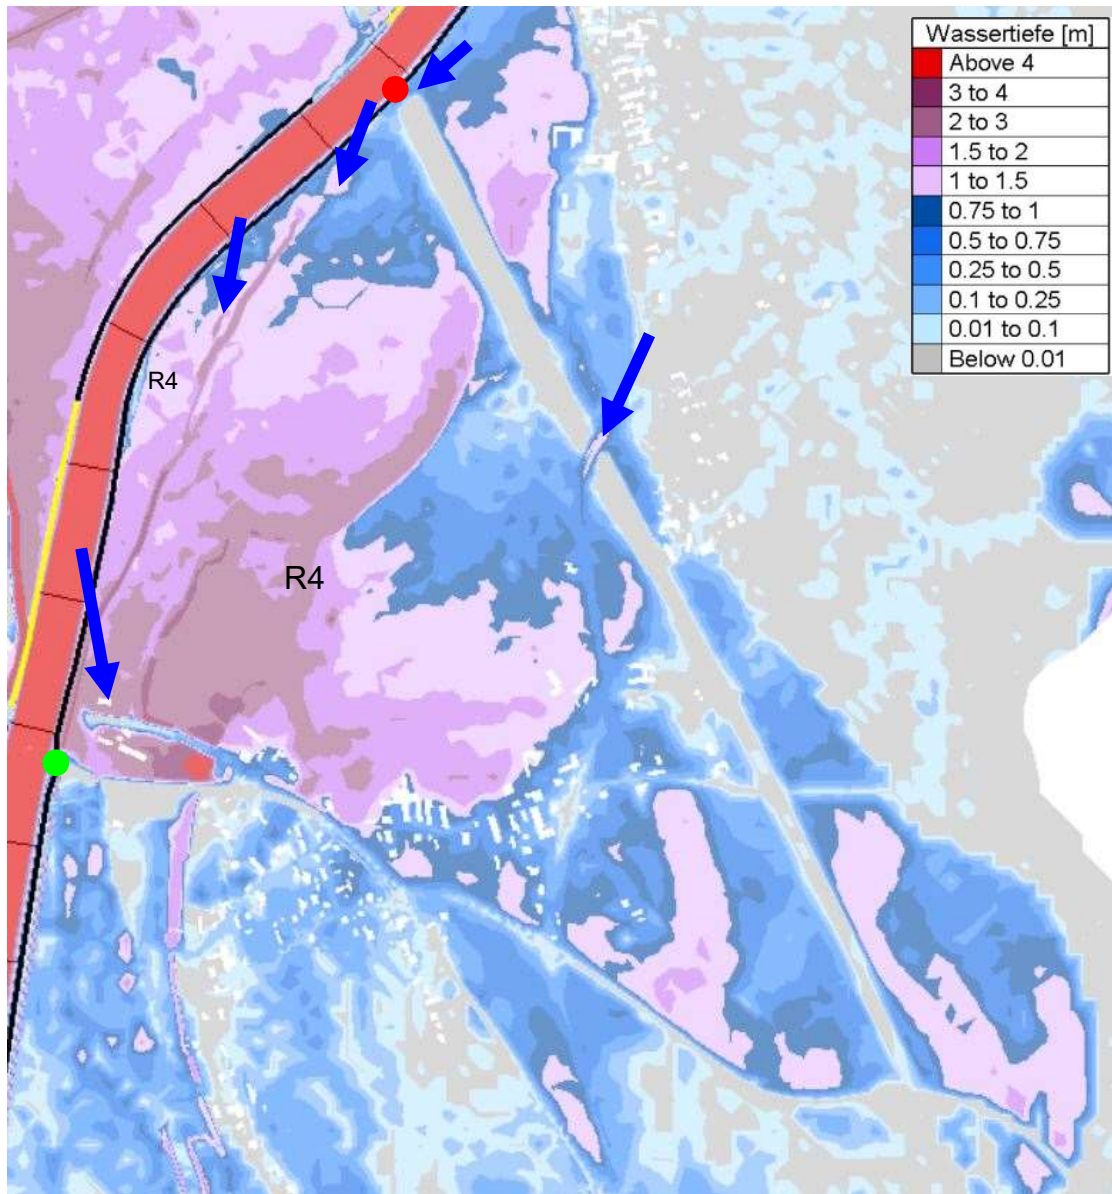 Wassertiefe [m]
Above 4
3 to 4
2 to 3
1.5 to 2
1 to 1.5
0.75 to 1
0.5 to 0.75
0.25 to 0.5
0.1 to 0.25
0.01 to 0.1
Below 0.01
R4
R4